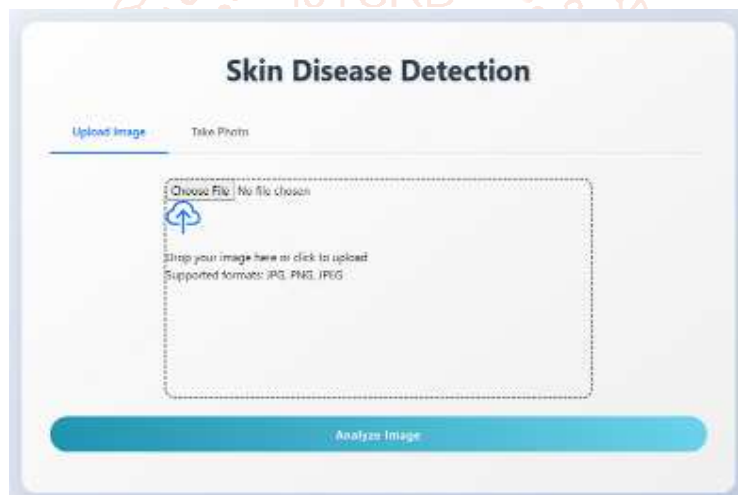 Skin Disease Detection
Upload Image
Take Photo
Choose File No file chosen
Drop your image here or click to upload
Supported formats: JPG, PNG, JPEG
Analyze Image